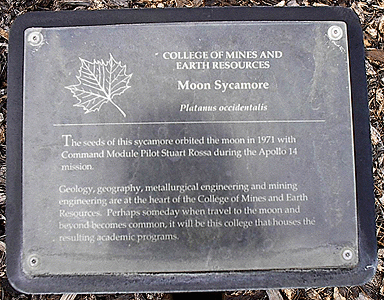 COLLEGE OF MINES AND
EARTH RESOURCES
Moon Sycamore
Platanus occidentalis
The seeds of this sycamore orbited the moon in 1971 with
Command Module Pilot Stuart Rossa during the Apollo 14
mission.
Geology, geography, metallurgical engineering and mining
engineering are at the heart of the College of Mines and Earth
Resources. Perhaps someday when travel to the moon and
beyond becomes common, it will be this college that houses the
resulting academic programs.